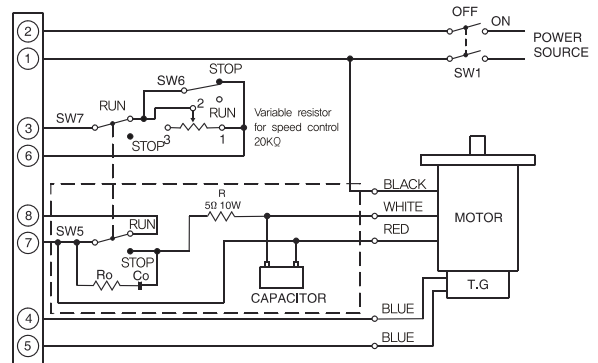 OFF
ON
2
POWER
SOURCE
1
SW1
STOP
SW6
RUN
2
RUN
SW7
3
STOP
3
1
Variable resistor
for speed control
20KΩ
6
BLACK
R
5Ω 10W
WHITE
MOTOR
8
RUN
RED
7
SW5
STOP
Ro
Co
CAPACITOR
T.G
BLUE
4
BLUE
5